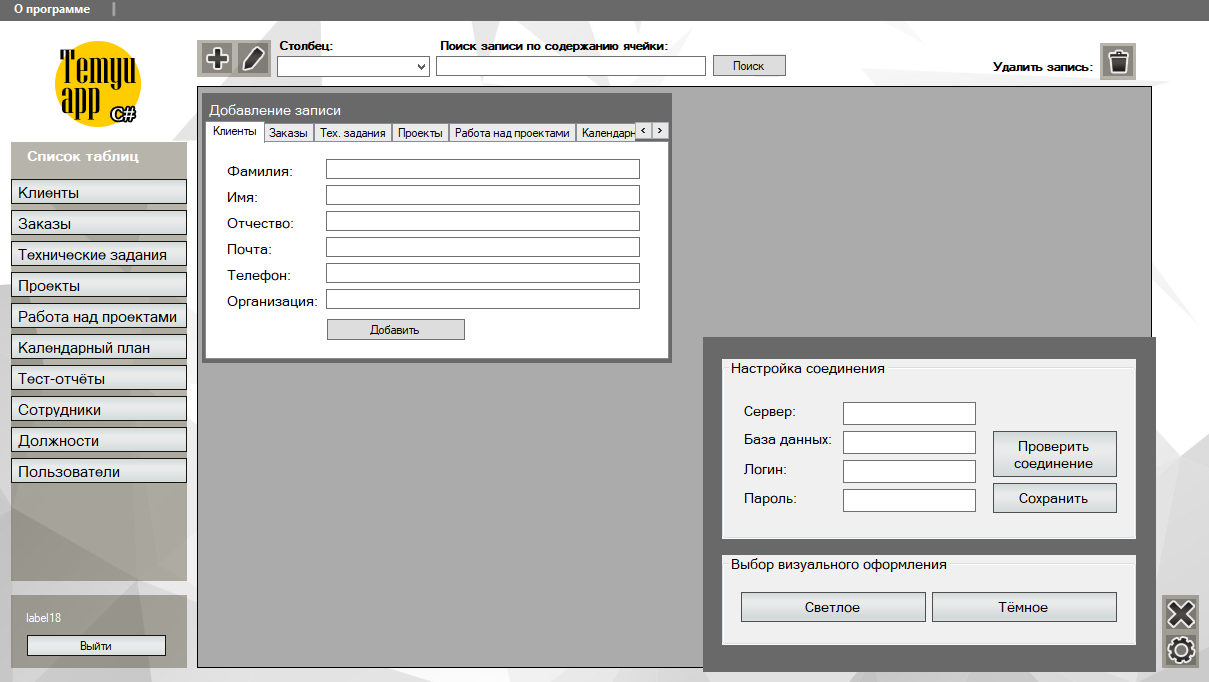 О программе
Temyu
app
C#
Столбец:
Поиск записи по содержанию ячейки:
Поиск
Удалить запись:
Список таблиц
Клиенты
Заказы
Технические задания
Проекты
Работа над проектами
Календарный план
Тест-отчёты
Сотрудники
Должности
Пользователи
label18
Выйти
Добавление записи
Клиенты
Заказы
Тех. задания
Проекты
Работа над проектами
Календарн
Фамилия:
Имя:
Отчество:
Почта:
Телефон:
Организация:
Добавить
Настройка соединения
Сервер:
База данных:
Логин:
Пароль:
Проверить
соединение
Сохранить
Выбор визуального оформления
Светлое
Тёмное